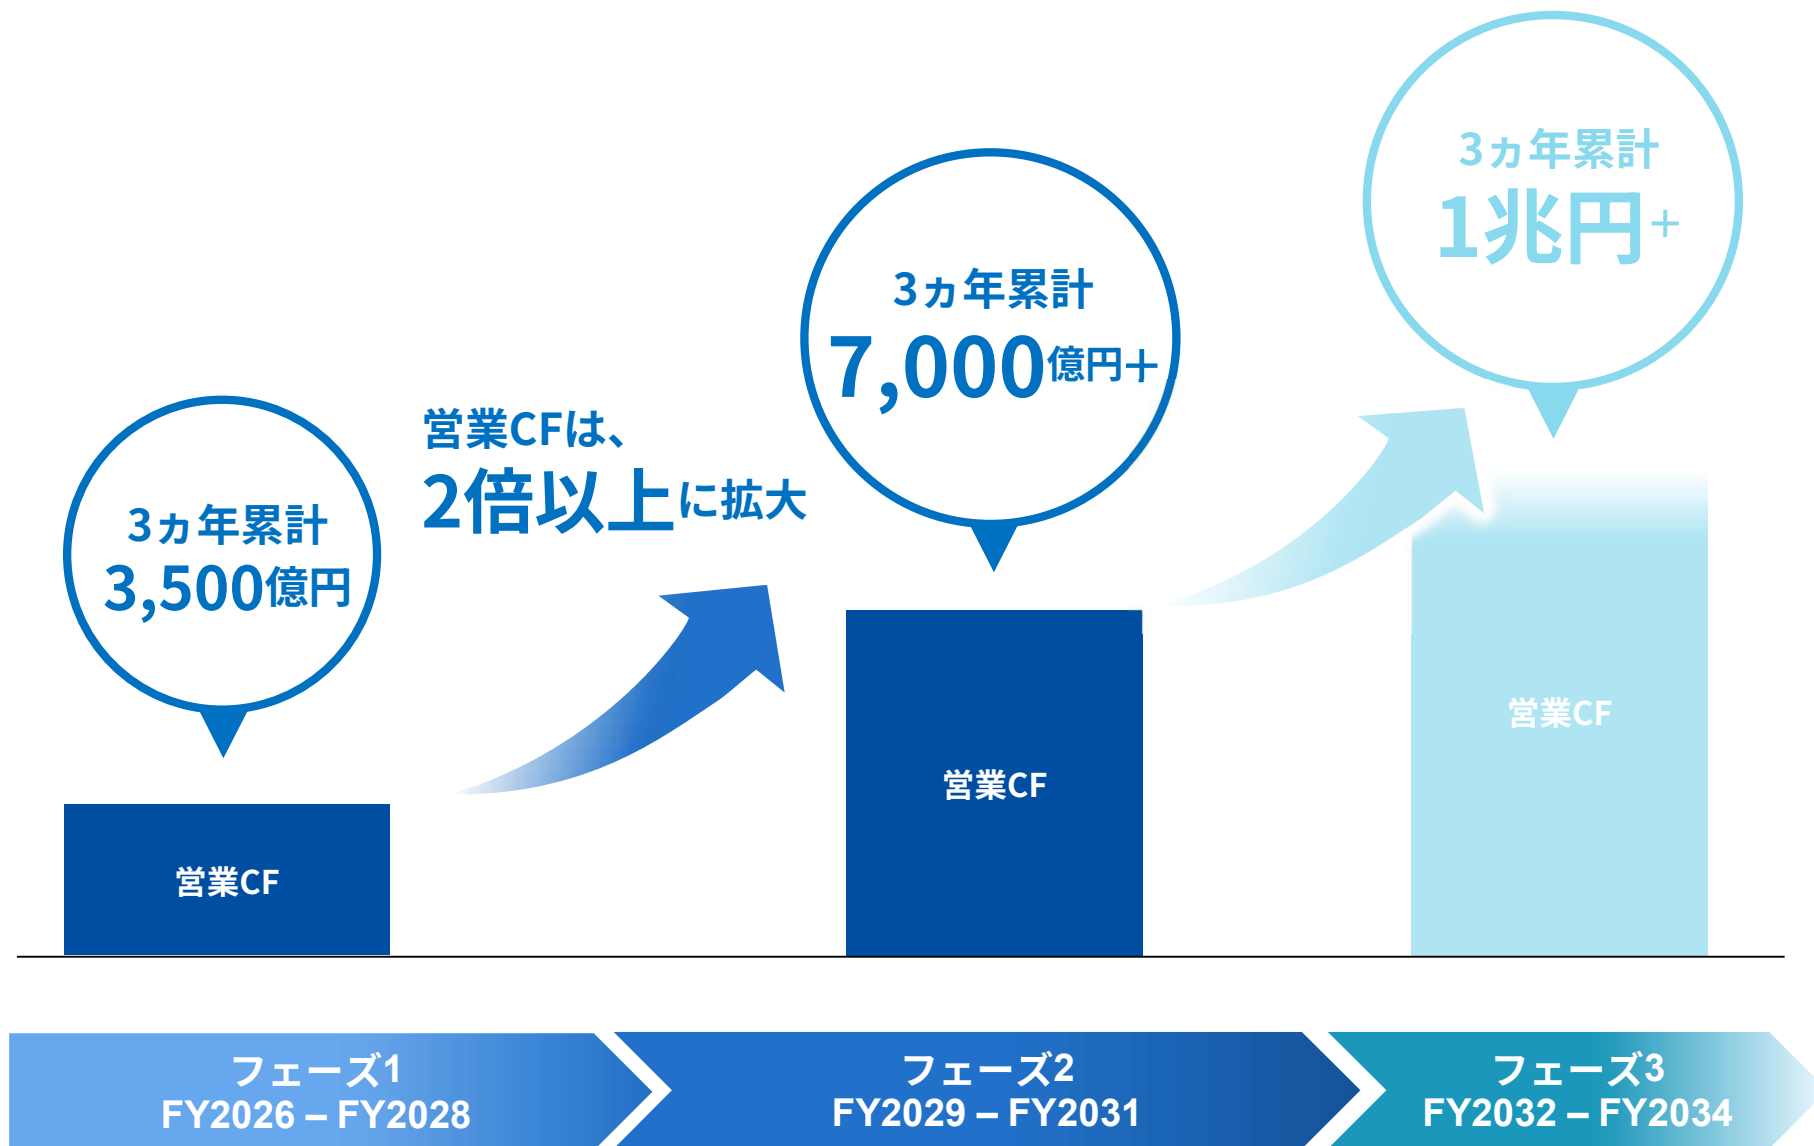 3ヵ年累計
3,500億円
営業CF
営業CFは、
2倍以上に拡大
3ヵ年累計
7,000億円＋
営業CF
3ヵ年累計
1兆円＋
営業CF
フェーズ1
FY2026 – FY2028
フェーズ2
FY2029 – FY2031
フェーズ3
FY2032 – FY2034